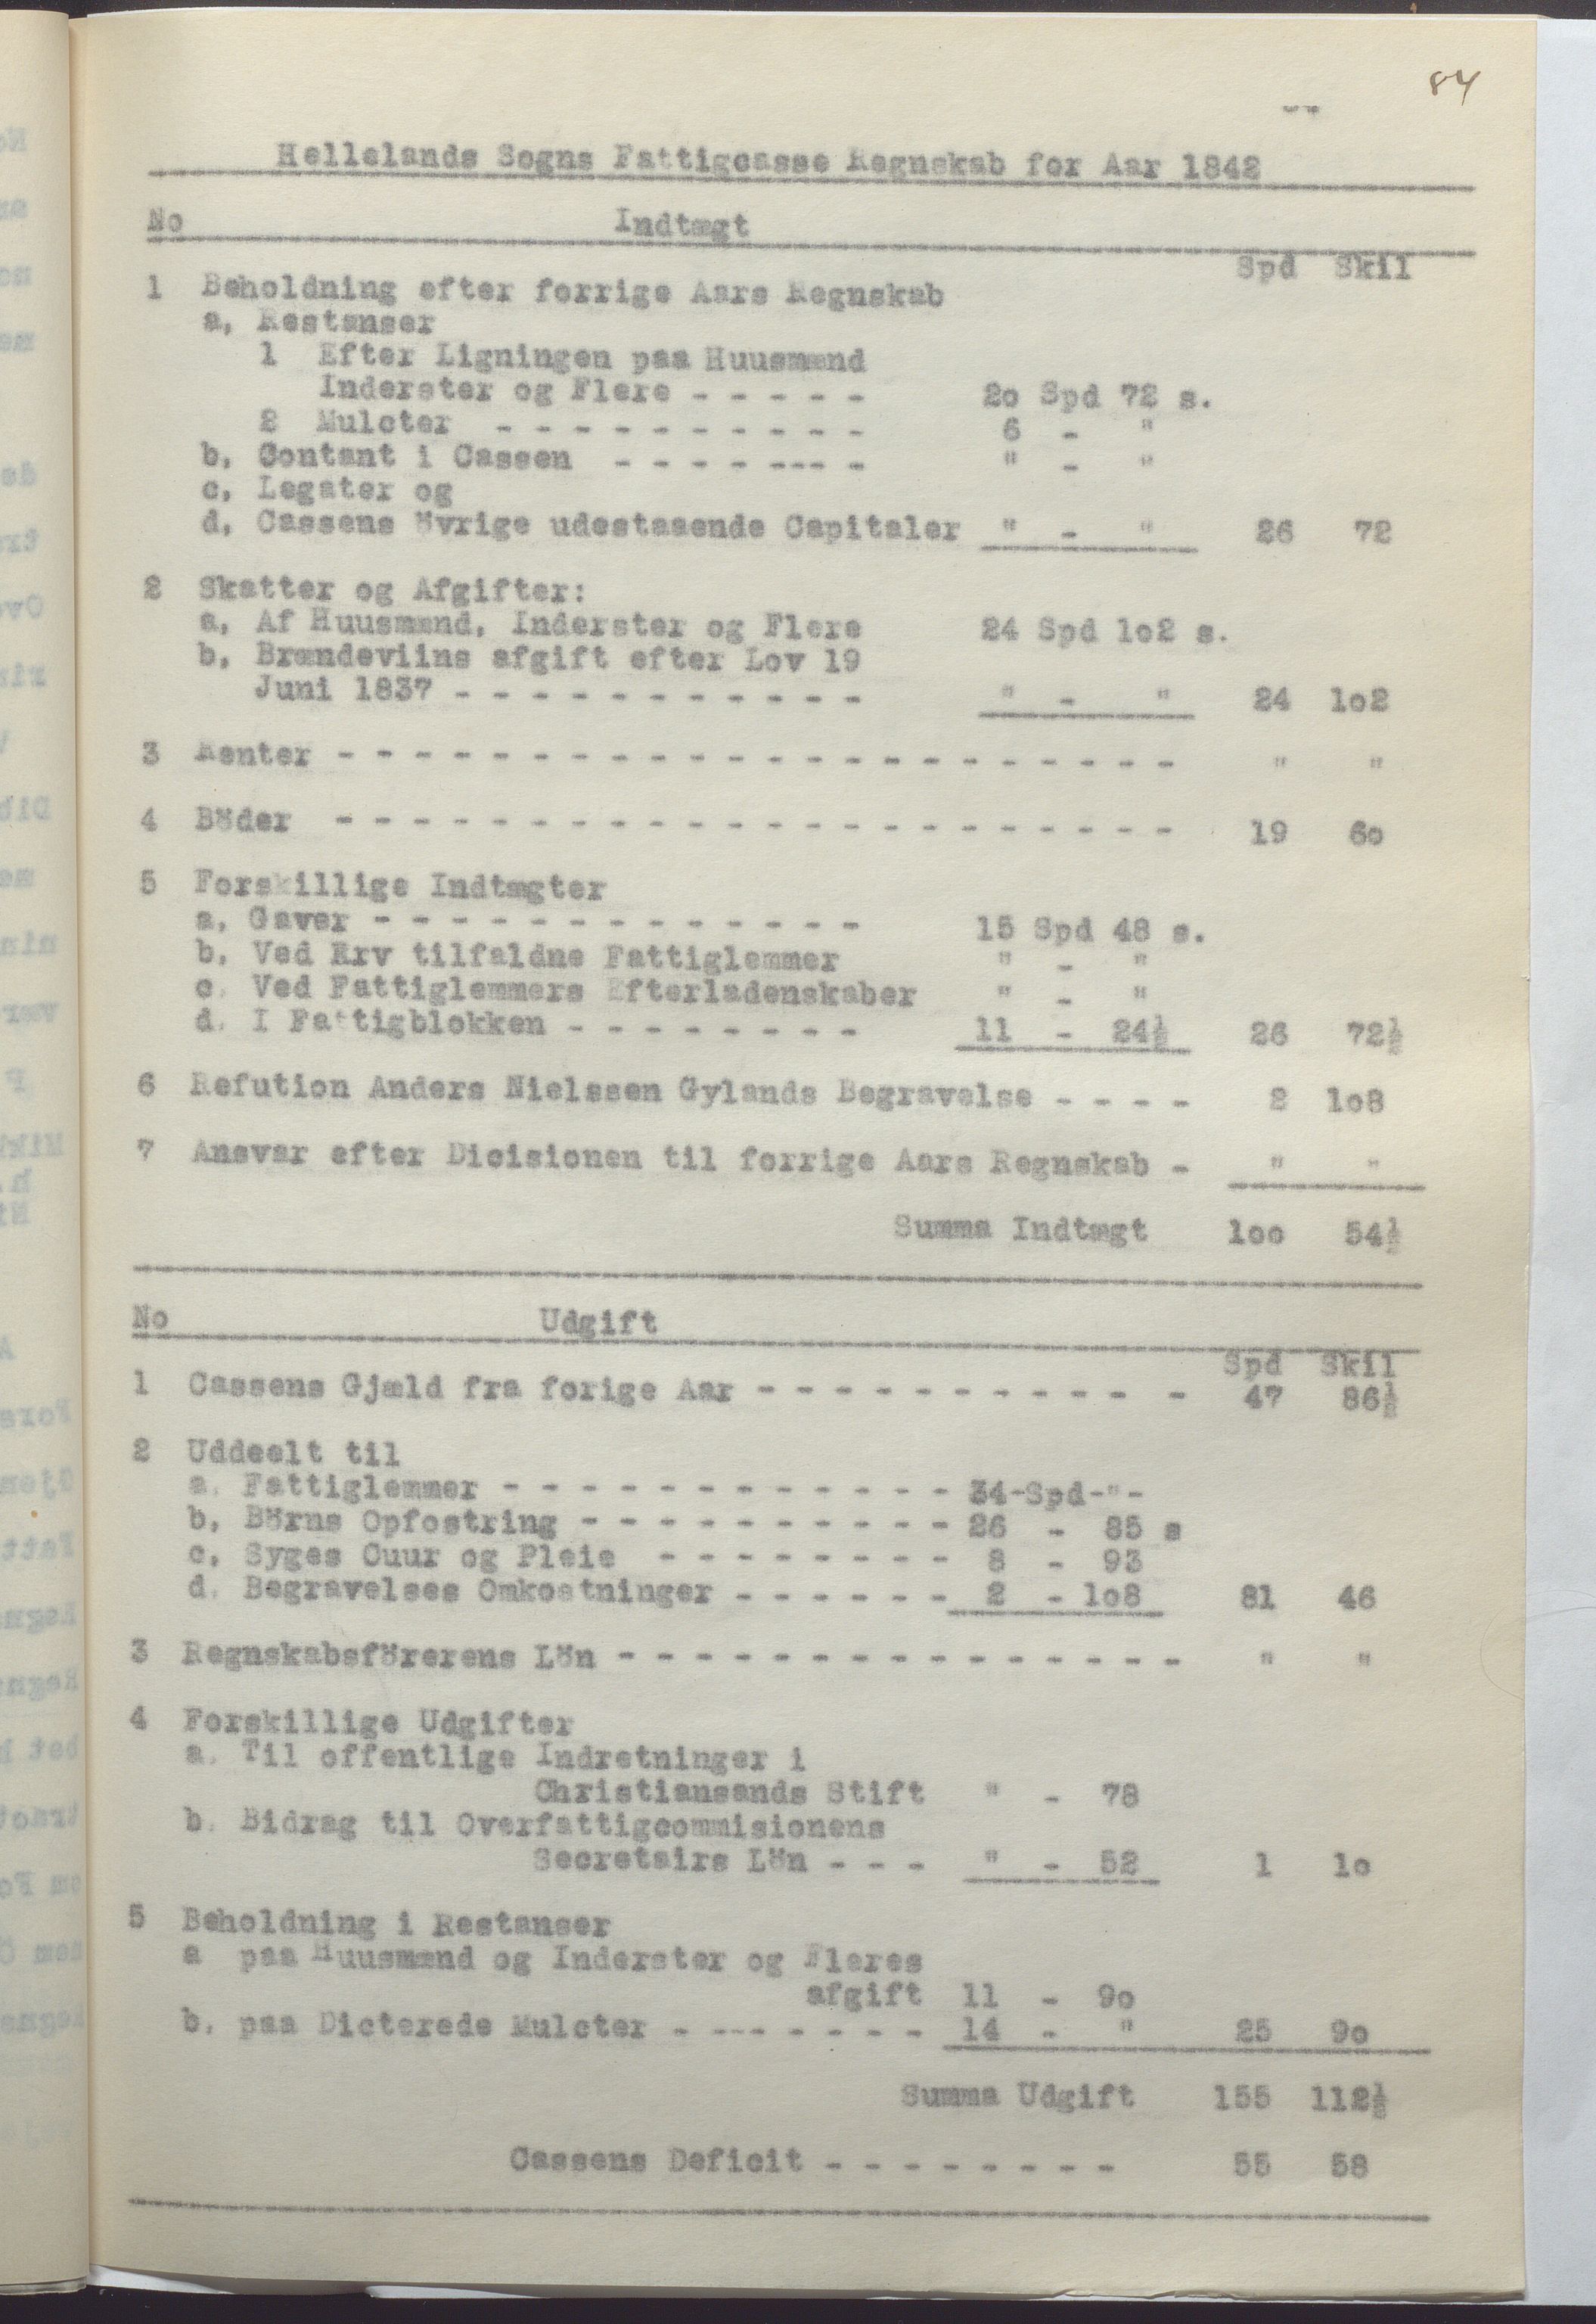 84
Hellelands Sogns Fattigcasse Regnskab for Aar 1842
No Indtægt
Spd Skil
1 Beholdning efter forrige Aars Regnskab
a, Restanser
1 Efter Ligningen paa Huusmænd
Inderster og Flere - - - - - 2o Spd 72 s.
2 Mulcter - - - - - - - - - - 6 - "
b, Contant i Cassen - - - - - --- - " - "
c, Legater og
d, Cassens övrige udestaaende Capitaler " - " 26 72
2 Skatter og Afgifter:
a, Af Huusmænd, Inderster og Flere 24 Spd 1o2 s.
b, Brændeviins afgift efter Lov 19
Juni 1837 - - - - - - - - - - - " - " 24 1o2
3 Renter - - - - - - - - - - - - - - - - - - - - - - " "
4 Böder - - - - - - - - - - - - - - - - - - - - - - 19 6o
5 Forskillige Indtægter
a, Gaver - - - - - - - - - - - - - 15 Spd 48 s.
b, Ved Arv tilfaldne Fattiglemmer " - "
c, Ved Fattiglemmers Efterladenskaber " - "
d. I Fattigblokken - - - - - - - - 11 - 24½ 26 72½
6 Refution Anders Nielssen Gylands Begravelse - - - - 2 1o8
7 Ansvar efter Dicisionen til forrige Aars Regnskab - " "
Summa Indtægt 1oo 54½
No Udgift
Spd Skil
1 Cassens Gjæld fra forige Aar - - - - - - - - - - - 47 86½
2 Uddeelt til
a. Fattiglemmer - - - - - - - - - - - - 34-Spd-"-
b, Börns Opfostring - - - - - - - - - - 26 - 85 s
c, Syges Cuur og Pleie - - - - - - - - 8 - 93
d. Begravelses Omkostninger - - - - - - 2 - 1o8 81 46
3 Regnskabsförerens Lön - - - - - - - - - - - - - - - " "
4 Forskillige Udgifter
a. Til offentlige Indretninger i
Christiansands Stift " - 78
b. Bidrag til Overfattigcommisionens
Secretairs Lön - - - " - 52 1 1o
5 Beholdning i Restanser
a paa Huusmænd og Inderster og Fleres
afgift 11 - 9o
b, paa Dicterede Mulcter - --- - - - - - 14 - " 25 9o
Summa Udgift 155 112½
Cassens Deficit - - - - - - - - 55 58